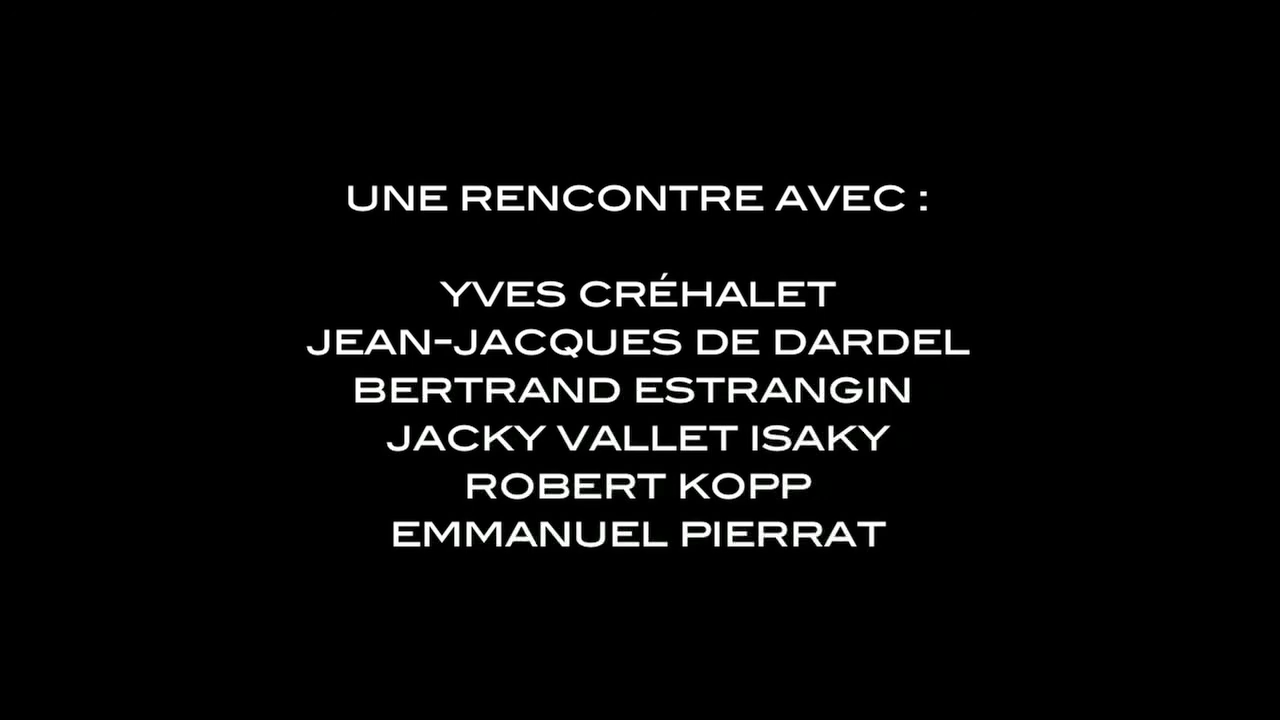 UNE RENCONTRE AVEC :
YVES CRÉHALET
JEAN-JACQUES DE DARDEL
BERTRAND ESTRANGIN
JACKY VALLET ISAKY
ROBERT KOPP
EMMANUEL PIERRAT